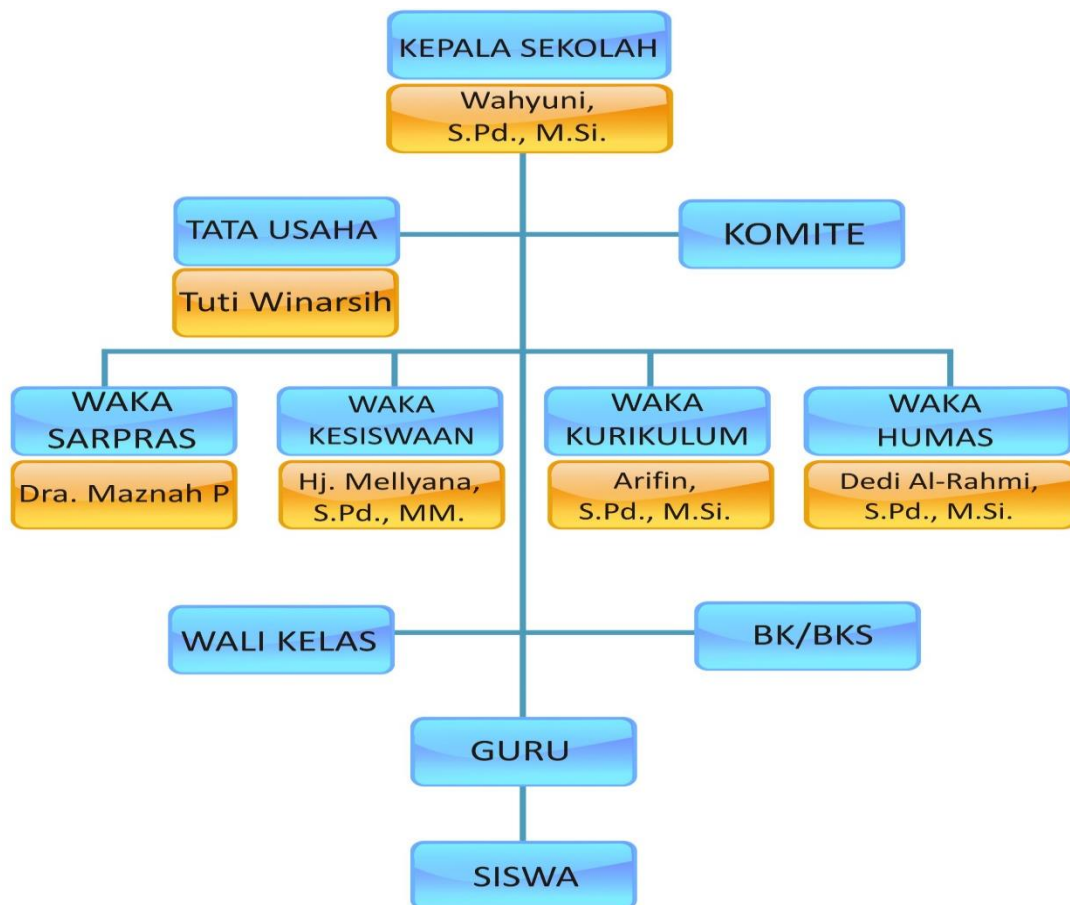 KEPALA SEKOLAH
Wahyuni,
S.Pd., M.Si.
TATA USAHA
Tuti Winarsih
KOMITE
WAKA
SARPRAS
Dra. Maznah P
WAKA
KESISWAAN
Hj. Mellyana,
S.Pd., MM.
WAKA
KURIKULUM
Arifin,
S.Pd., M.Si.
WAKA
HUMAS
Dedi Al-Rahmi,
S.Pd., M.Si.
WALI KELAS
BK/BKS
GURU
SISWA